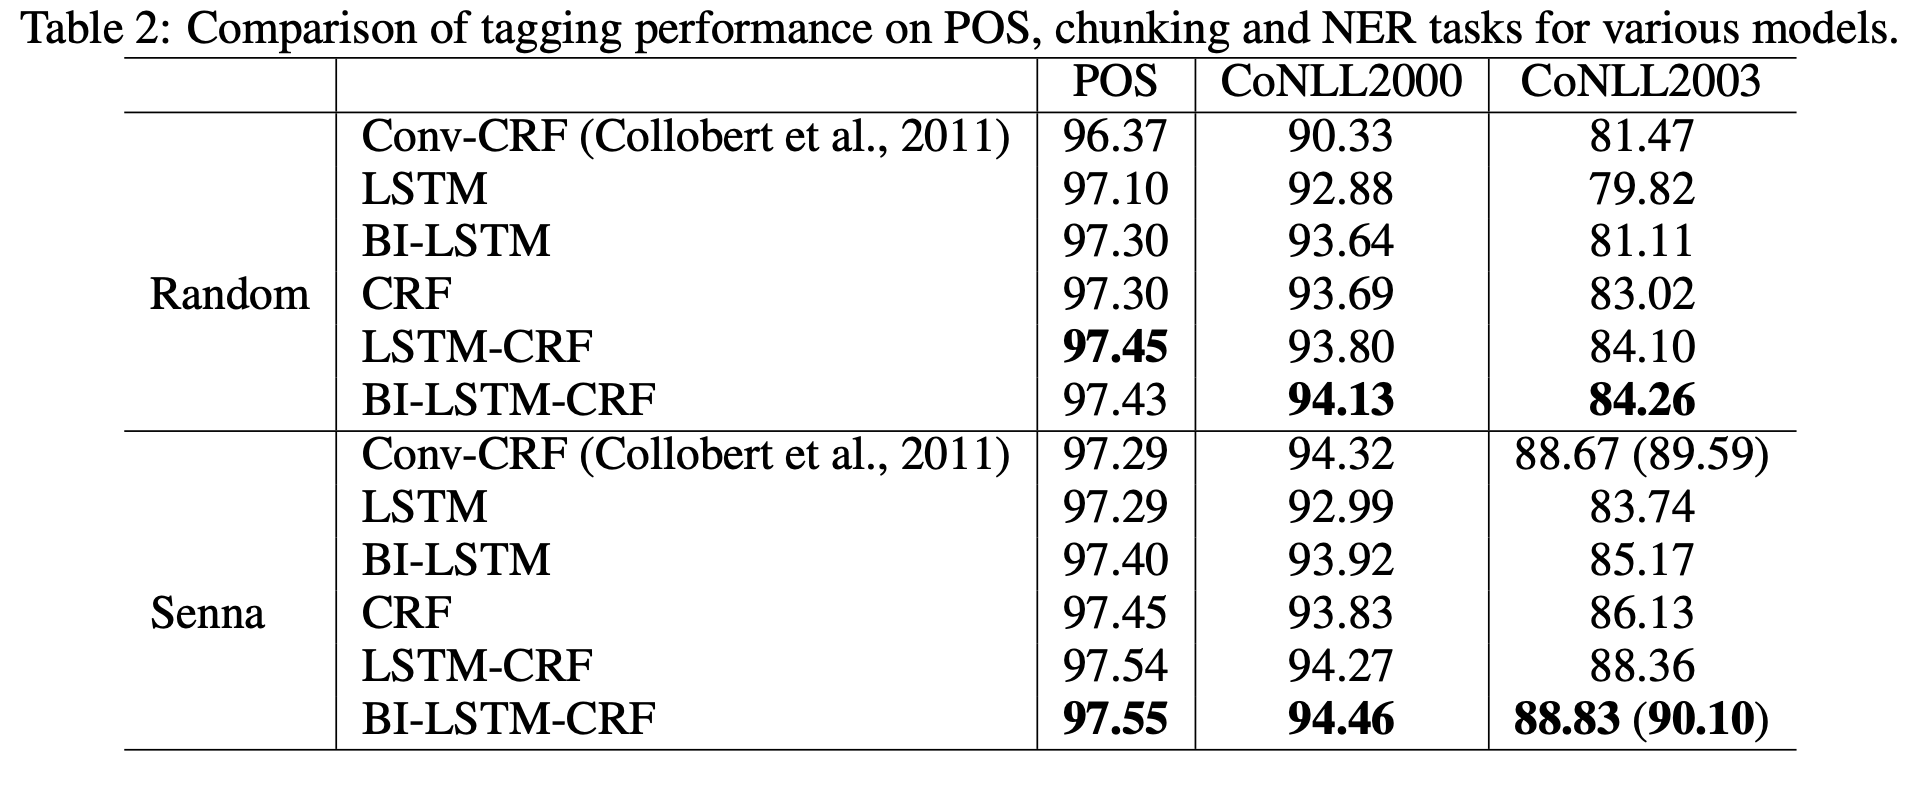 Table 2: Comparison of tagging performance on POS, chunking and NER tasks for various models.
POS CoNLL2000 CoNLL2003
Conv-CRF (Collobert et al., 2011) 96.37 90.33 81.47
LSTM 97.10 92.88 79.82
BI-LSTM 97.30 93.64 81.11
Random CRF 97.30 93.69 83.02
LSTM-CRF 97.45 93.80 84.10
BI-LSTM-CRF 97.43 94.13 84.26
Conv-CRF (Collobert et al., 2011) 97.29 94.32 88.67 (89.59)
LSTM 97.29 92.99 83.74
BI-LSTM 97.40 93.92 85.17
Senna CRF 97.45 93.83 86.13
LSTM-CRF 97.54 94.27 88.36
BI-LSTM-CRF 97.55 94.46 88.83 (90.10)